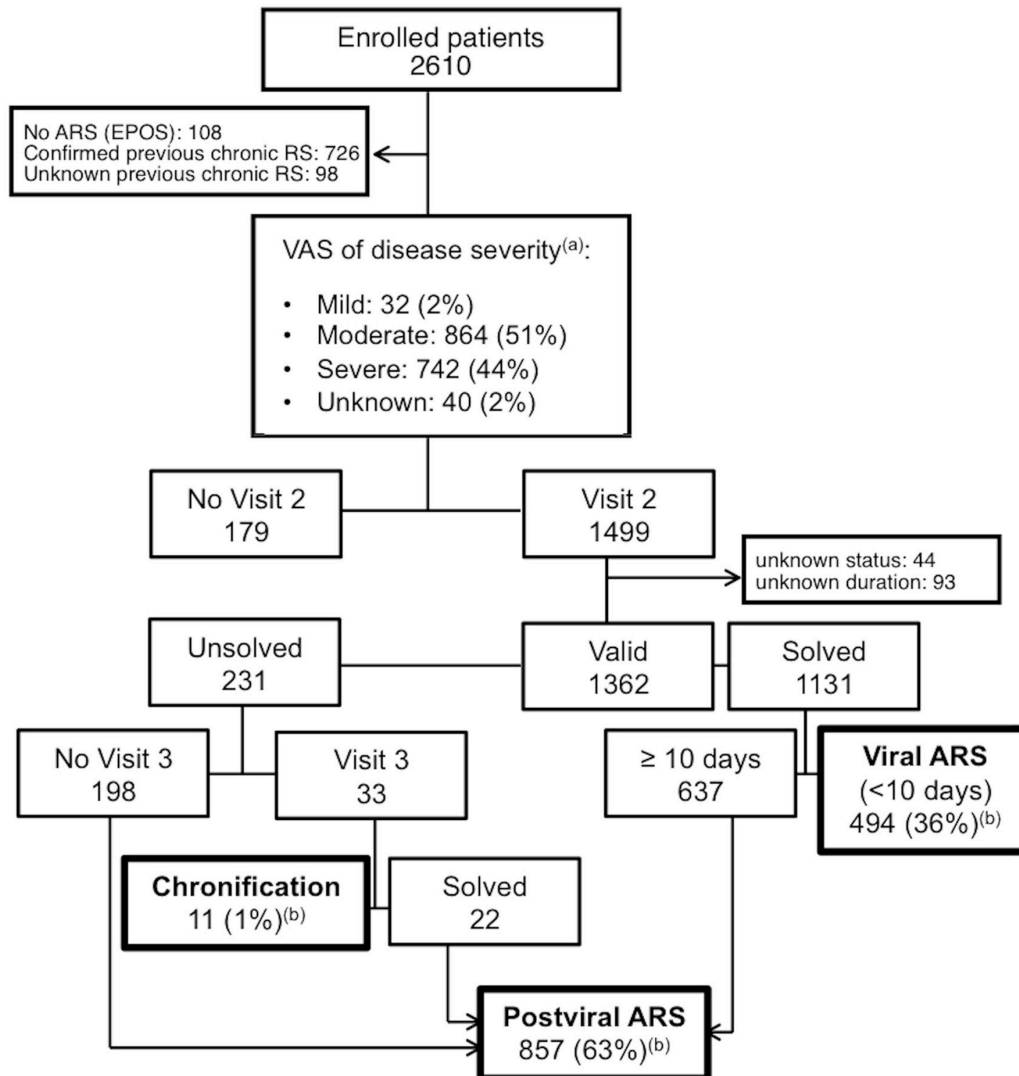 Enrolled patients
2610
No ARS (EPOS): 108
Confirmed previous chronic RS: 726
Unknown previous chronic RS: 98
VAS of disease severity(a):
• Mild: 32 (2%)
• Moderate: 864 (51%)
• Severe: 742 (44%)
• Unknown: 40 (2%)
No Visit 2
179
Visit 2
1499
unknown status: 44
unknown duration: 93
Unsolved
231
Valid
1362
Solved
1131
No Visit 3
198
Visit 3
33
≥ 10 days
637
Viral ARS
(<10 days)
494 (36%)(b)
Chronification
11 (1%)(b)
Solved
22
Postviral ARS
857 (63%)(b)